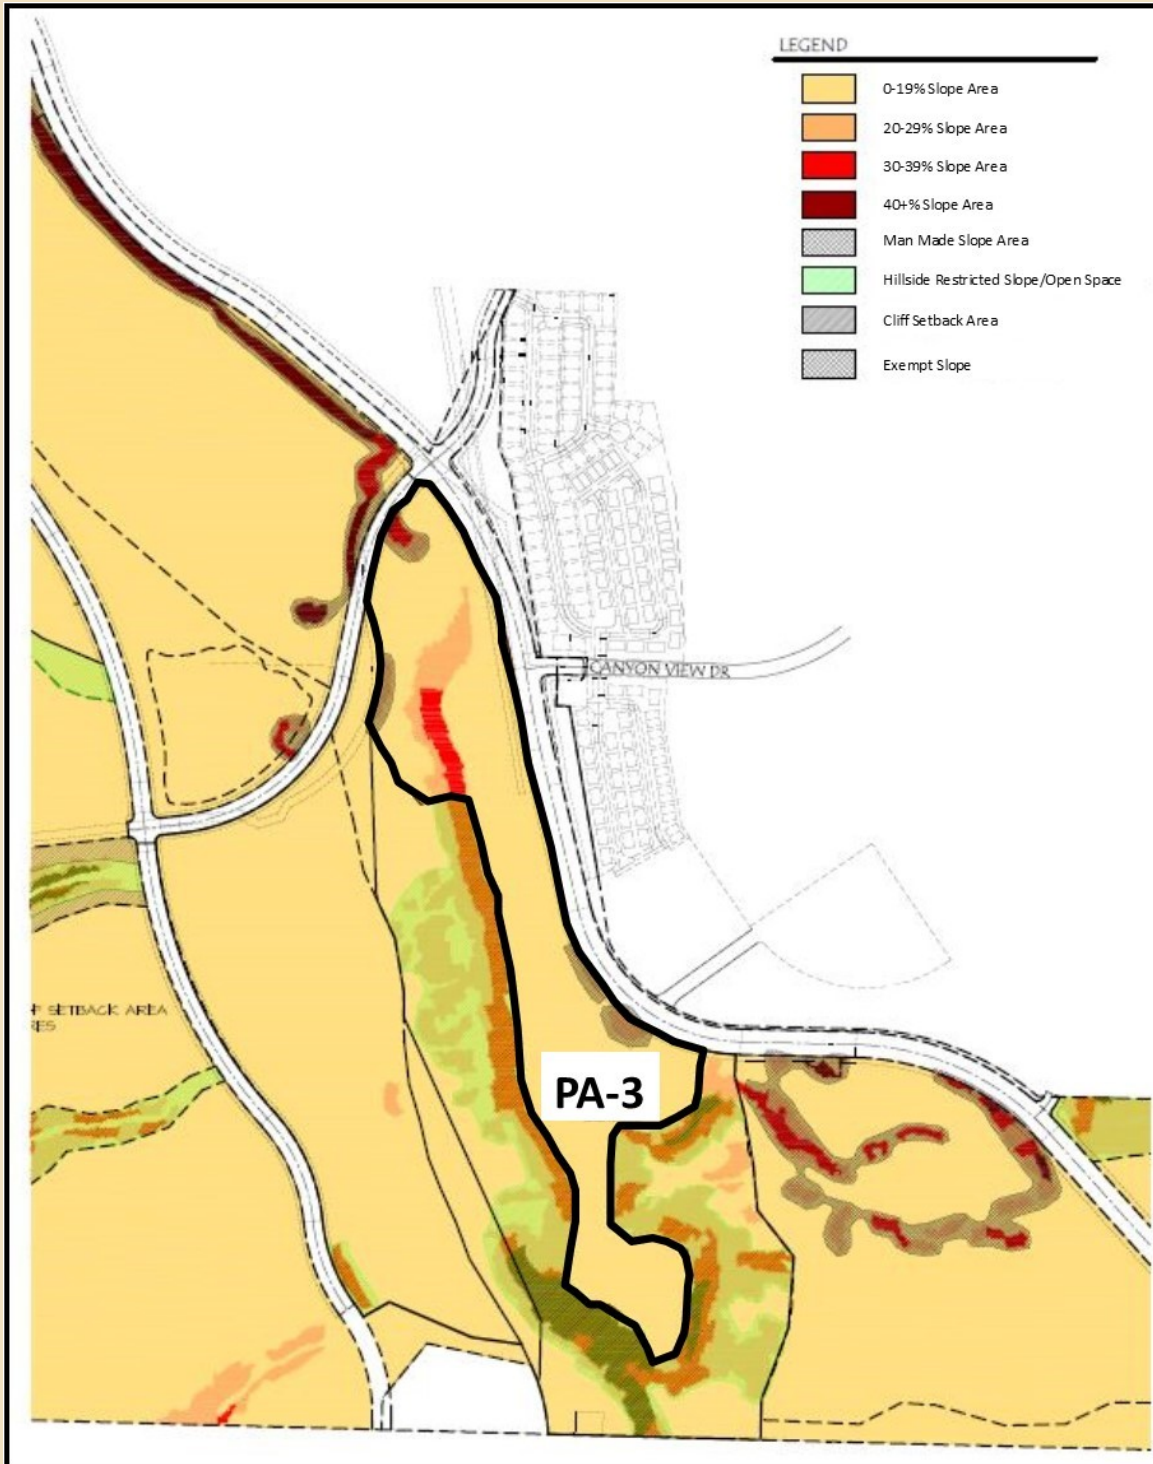 LEGEND
0-19% Slope Area
20-29% Slope Area
30-39% Slope Area
40+% Slope Area
Man Made Slope Area
Hillside Restricted Slope/Open Space
Cliff Setback Area
Exempt Slope
CANYON VIEW DR
SETBACK AREA
PA-3